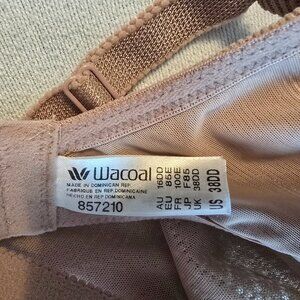 Wacoal
MADE IN DOMINICAN REP.
FABRIQUE EN REP. DOMINICAINE
HECHO EN REP. DOMINICANA
857210
AU 16DD
EU 85E
FR 100E
JP F85
UK 38DD
US 38DD